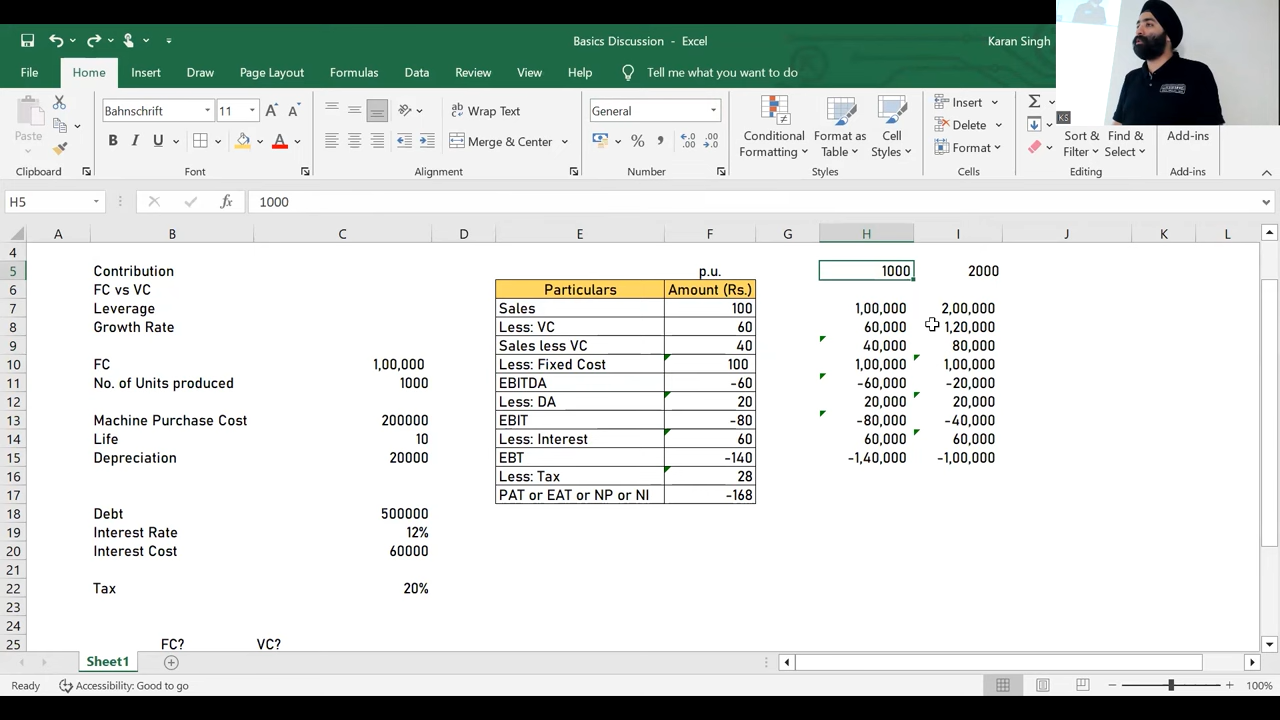 Basics Discussion - Excel
Karan Singh
File Home Insert Draw Page Layout Formulas Data Review View Help Tell me what you want to do
Paste
Bahnschrift 11
B I U
A A
Wrap Text
Merge & Center
General
% 
Conditional Formatting
Format as Table
Cell Styles
Insert
Delete
Format
KS
Sort & Filter
Find & Select
Add-ins
Clipboard Font Alignment Number Styles Cells Editing Add-ins
H5 fx 1000
A B C D E F G H I J K L
4
5 Contribution p.u. 1000 2000
6 FC vs VC Particulars Amount (Rs.)
7 Leverage Sales 100 1,00,000 2,00,000
8 Growth Rate Less: VC 60 60,000 1,20,000
9 Sales less VC 40 40,000 80,000
10 FC 1,00,000 Less: Fixed Cost 100 1,00,000 1,00,000
11 No. of Units produced 1000 EBITDA -60 -60,000 -20,000
12 Less: DA 20 20,000 20,000
13 Machine Purchase Cost 200000 EBIT -80 -80,000 -40,000
14 Life 10 Less: Interest 60 60,000 60,000
15 Depreciation 20000 EBT -140 -1,40,000 -1,00,000
16 Less: Tax 28
17 PAT or EAT or NP or NI -168
18 Debt 500000
19 Interest Rate 12%
20 Interest Cost 60000
21
22 Tax 20%
23
24
25 FC? VC?
Sheet1
Ready Accessibility: Good to go 100%